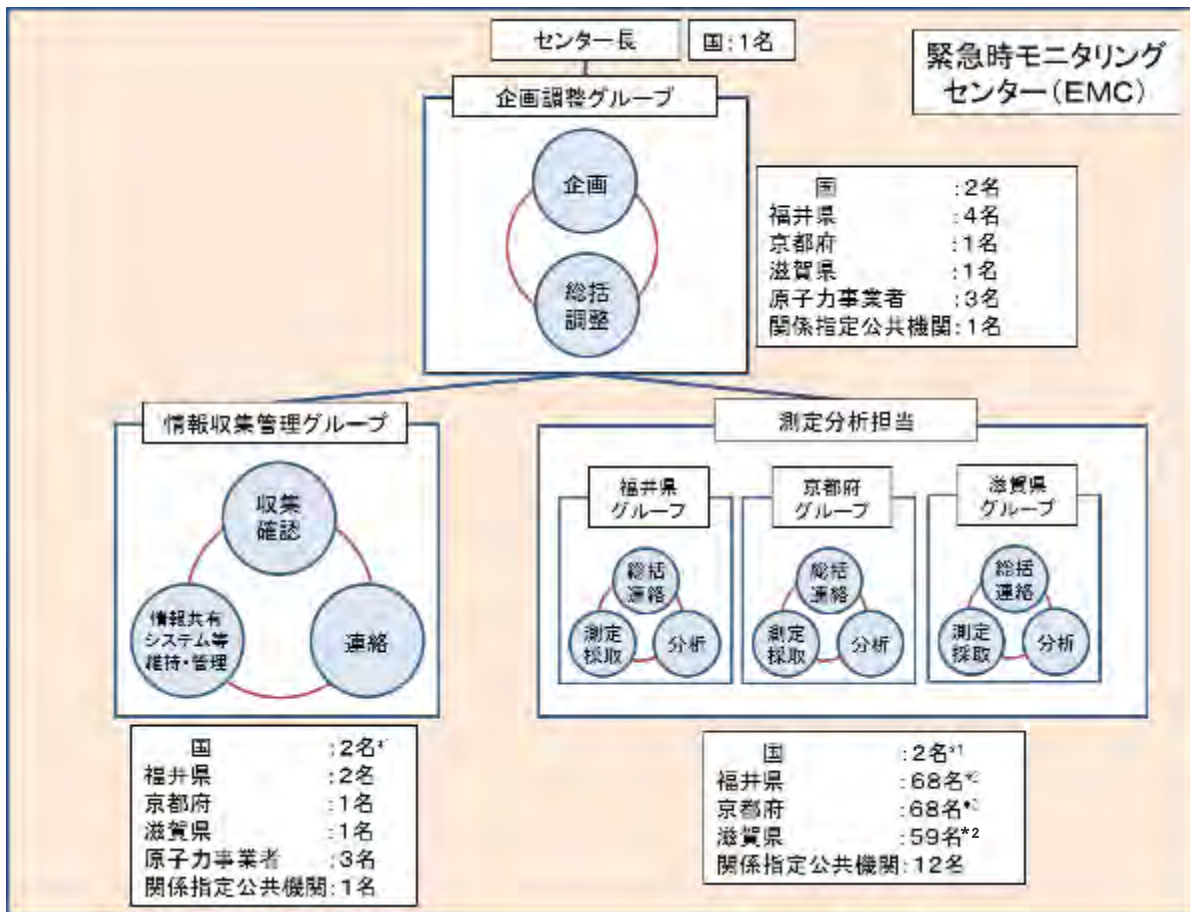 センター長
国:1名
緊急時モニタリング
センター(EMC)
企画調整グループ
企画
総括
調整
国 :2名
福井県 :4名
京都府 :1名
滋賀県 :1名
原子力事業者 :3名
関係指定公共機関:1名
情報収集管理グループ
収集
確認
情報共有
システム等
維持・管理
連絡
国 :2名
福井県 :2名
京都府 :1名
滋賀県 :1名
原子力事業者 :3名
関係指定公共機関:1名
測定分析担当
福井県
グループ
総括
連絡
測定
採取
分析
京都府
グループ
総括
連絡
測定
採取
分析
滋賀県
グループ
総括
連絡
測定
採取
分析
国 :2名*1
福井県 :68名
京都府 :68名
滋賀県 :59名*2
関係指定公共機関:12名